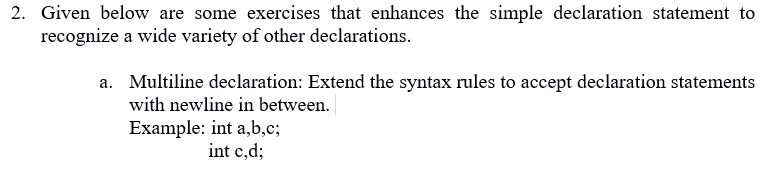 2. Given below are some exercises that enhances the simple declaration statement to
recognize a wide variety of other declarations.
a. Multiline declaration: Extend the syntax rules to accept declaration statements
with newline in between.
Example: int a,b,c;
int c,d;